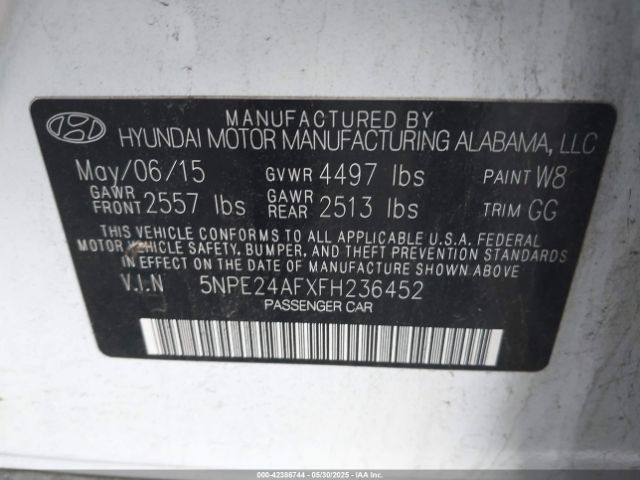 MANUFACTURED BY
HYUNDAI MOTOR MANUFACTURING ALABAMA, LLC
May/06/15 GVWR 4497 lbs PAINT W8
GAWR FRONT 2557 lbs GAWR REAR 2513 lbs TRIM GG
THIS VEHICLE CONFORMS TO ALL APPLICABLE U.S.A. FEDERAL
MOTOR VEHICLE SAFETY, BUMPER, AND THEFT PREVENTION
STANDARDS IN EFFECT ON THE DATE OF MANUFACTURE SHOWN ABOVE.
V.I.N 5NPE24AFXFH236452
PASSENGER CAR
000-42386744 - 05/30/2025 - IAAI - COPART